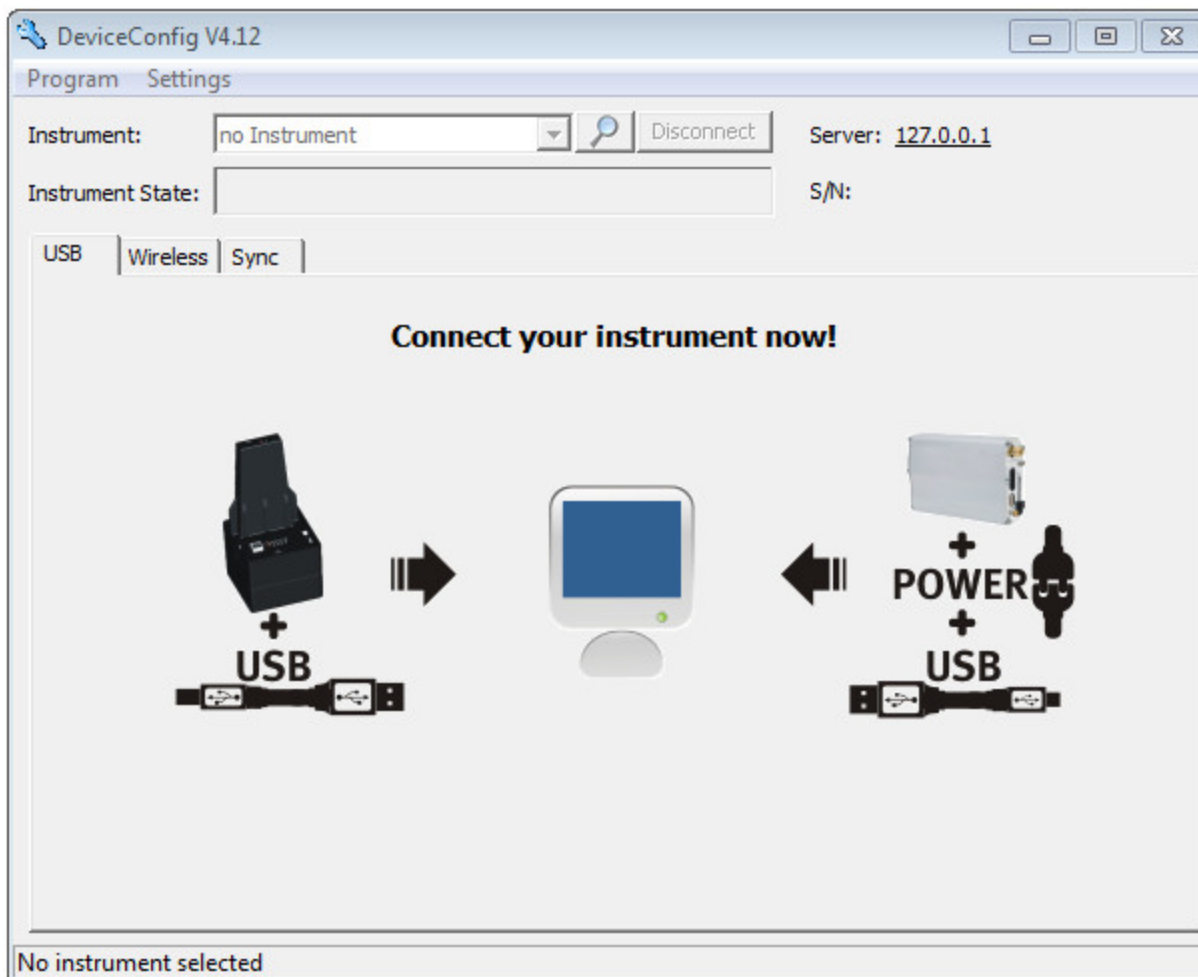 DeviceConfig V4.12
Program Settings
Instrument: no Instrument Disconnect Server: 127.0.0.1
Instrument State: S/N:
USB Wireless Sync
Connect your instrument now!
+
POWER
+ +
USB USB
No instrument selected